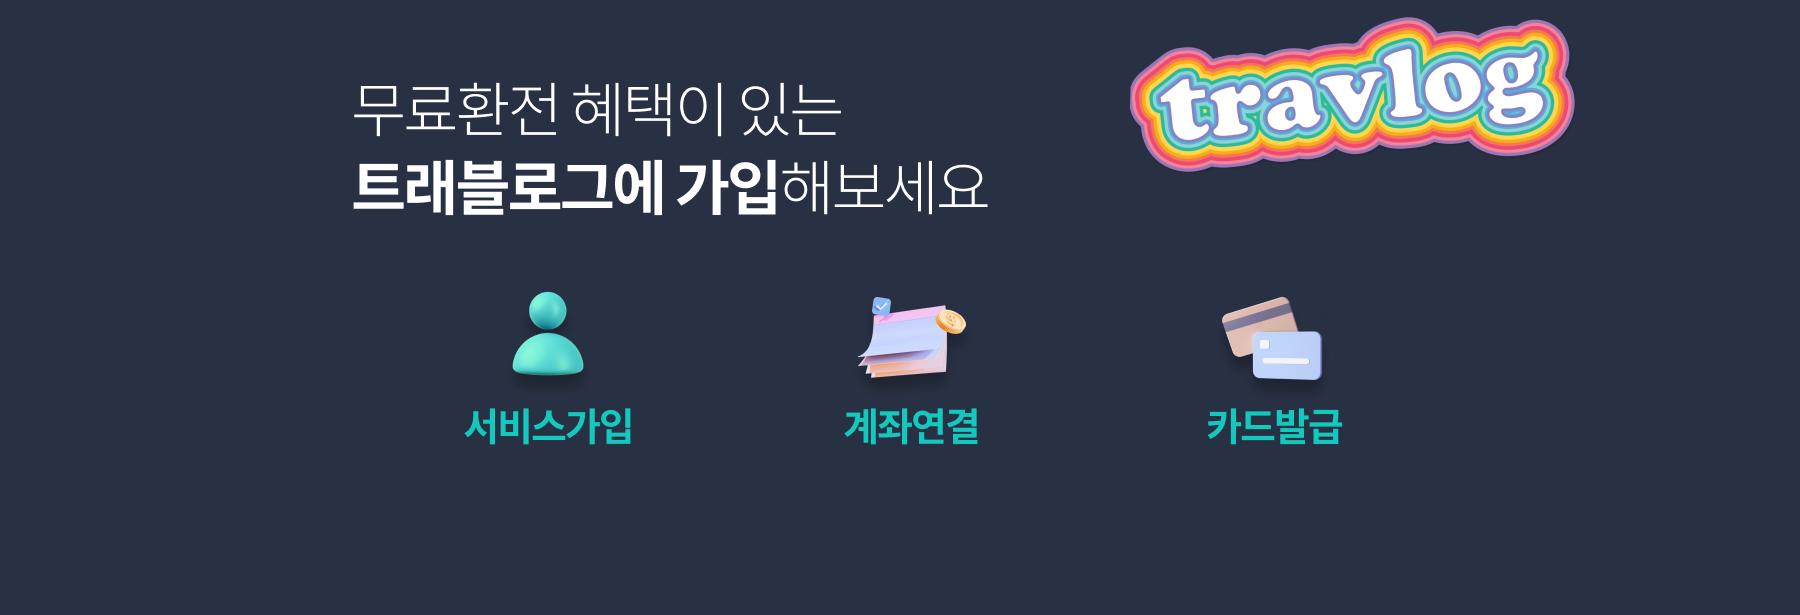 무료환전 혜택이 있는
트래블로그에 가입해보세요
travlog
서비스가입
계좌연결
카드발급